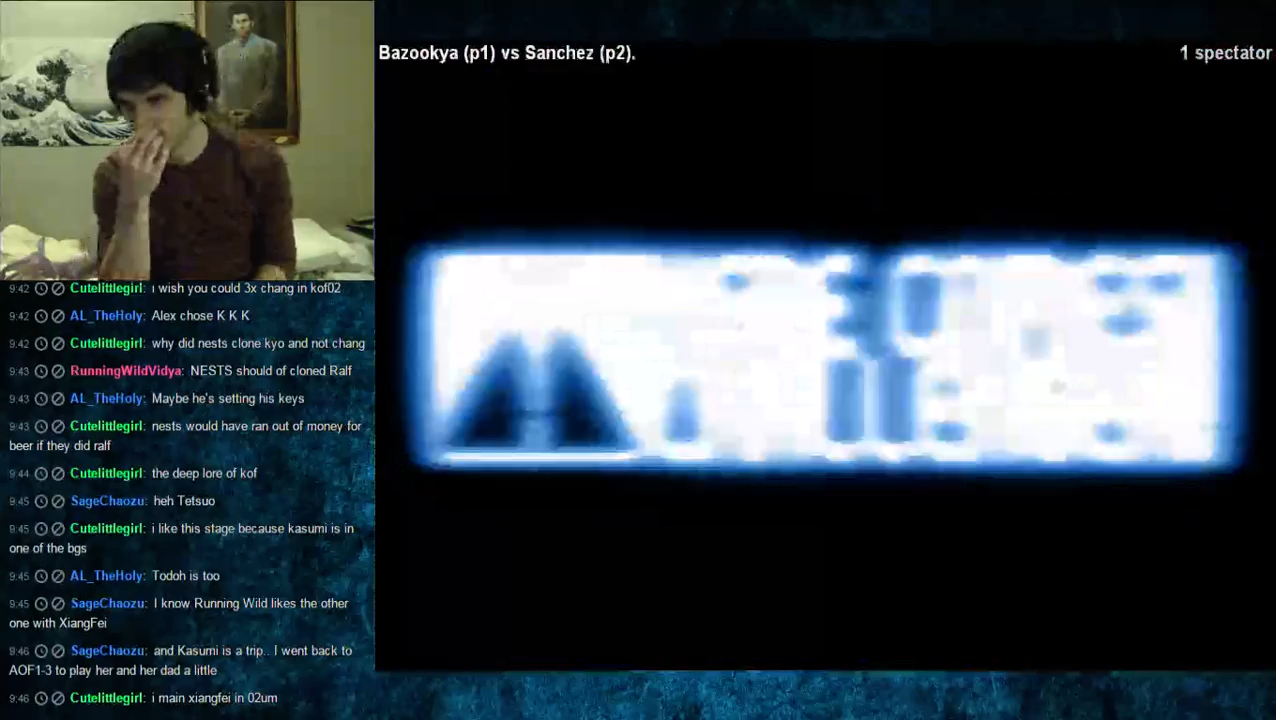 Bazookya (p1) vs Sanchez (p2).
1 spectator
9:42 Cutelittlegirl: i wish you could 3x chang in kof02
9:42 AL_TheHoly: Alex chose K K K
9:42 Cutelittlegirl: why did nests clone kyo and not chang
9:43 RunningWildVidya: NESTS should of cloned Ralf
9:43 AL_TheHoly: Maybe he's setting his keys
9:43 Cutelittlegirl: nests would have ran out of money for
beer if they did ralf
9:44 Cutelittlegirl: the deep lore of kof
9:45 SageChaozu: heh Tetsuo
9:45 Cutelittlegirl: i like this stage because kasumi is in
one of the bgs
9:45 AL_TheHoly: Todoh is too
9:45 SageChaozu: I know Running Wild likes the other
one with XiangFei
9:46 SageChaozu: and Kasumi is a trip.. I went back to
AOF1-3 to play her and her dad a little
9:46 Cutelittlegirl: i main xiangfei in 02um